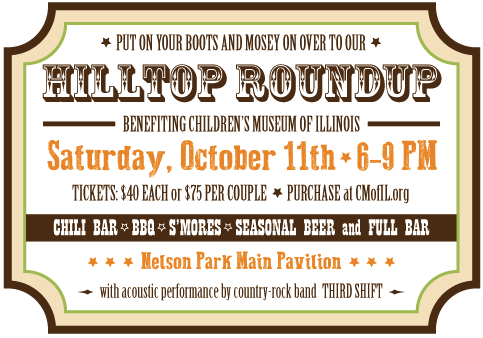 ★ PUT ON YOUR BOOTS AND MOSEY ON OVER TO OUR ★
HILLTOP ROUNDUP
BENEFITING CHILDREN'S MUSEUM OF ILLINOIS
Saturday, October 11th ★ 6-9 PM
TICKETS: $40 EACH or $75 PER COUPLE ★ PURCHASE at CMofIL.org
CHILI BAR ☆ BBQ ☆ S'MORES ☆ SEASONAL BEER and FULL BAR
★ ★ ★ Nelson Park Main Pavilion ★ ★ ★
with acoustic performance by country-rock band THIRD SHIFT